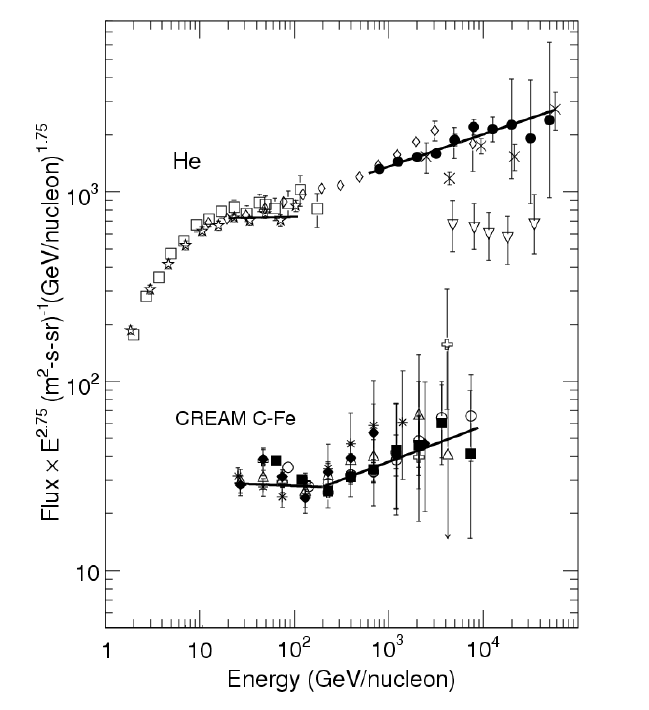 Flux × E^2.75 (m²-s-sr)^-1(GeV/nucleon)^1.75
He
CREAM C-Fe
10³
10²
10
1 10 10² 10³ 10⁴
Energy (GeV/nucleon)